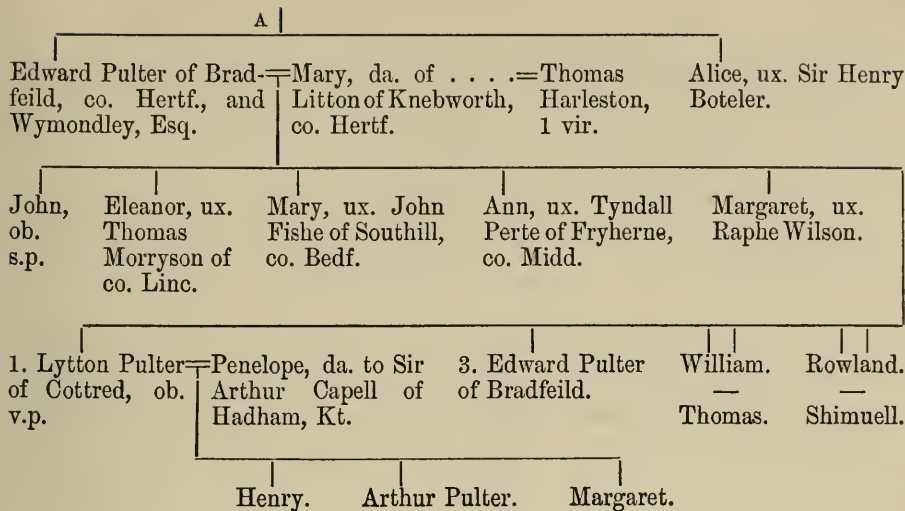 A
Edward Pulter of Brad-=Mary, da. of . . . .=Thomas Alice, ux. Sir Henry
feild, co. Hertf., and Litton of Knebworth, Harleston, Boteler.
Wymondley, Esq. co. Hertf. 1 vir.
John, Eleanor, ux. Mary, ux. John Ann, ux. Tyndall Margaret, ux.
ob. Thomas Fishe of Southill, Perte of Fryherne, Raphe Wilson.
s.p. Morryson of co. Bedf. co. Midd.
co. Linc.
1. Lytton Pulter=Penelope, da. to Sir 3. Edward Pulter William. Rowland.
of Cottred, ob. Arthur Capell of of Bradfeild. — —
v.p. Hadham, Kt. Thomas. Shimuell.
Henry. Arthur Pulter. Margaret.